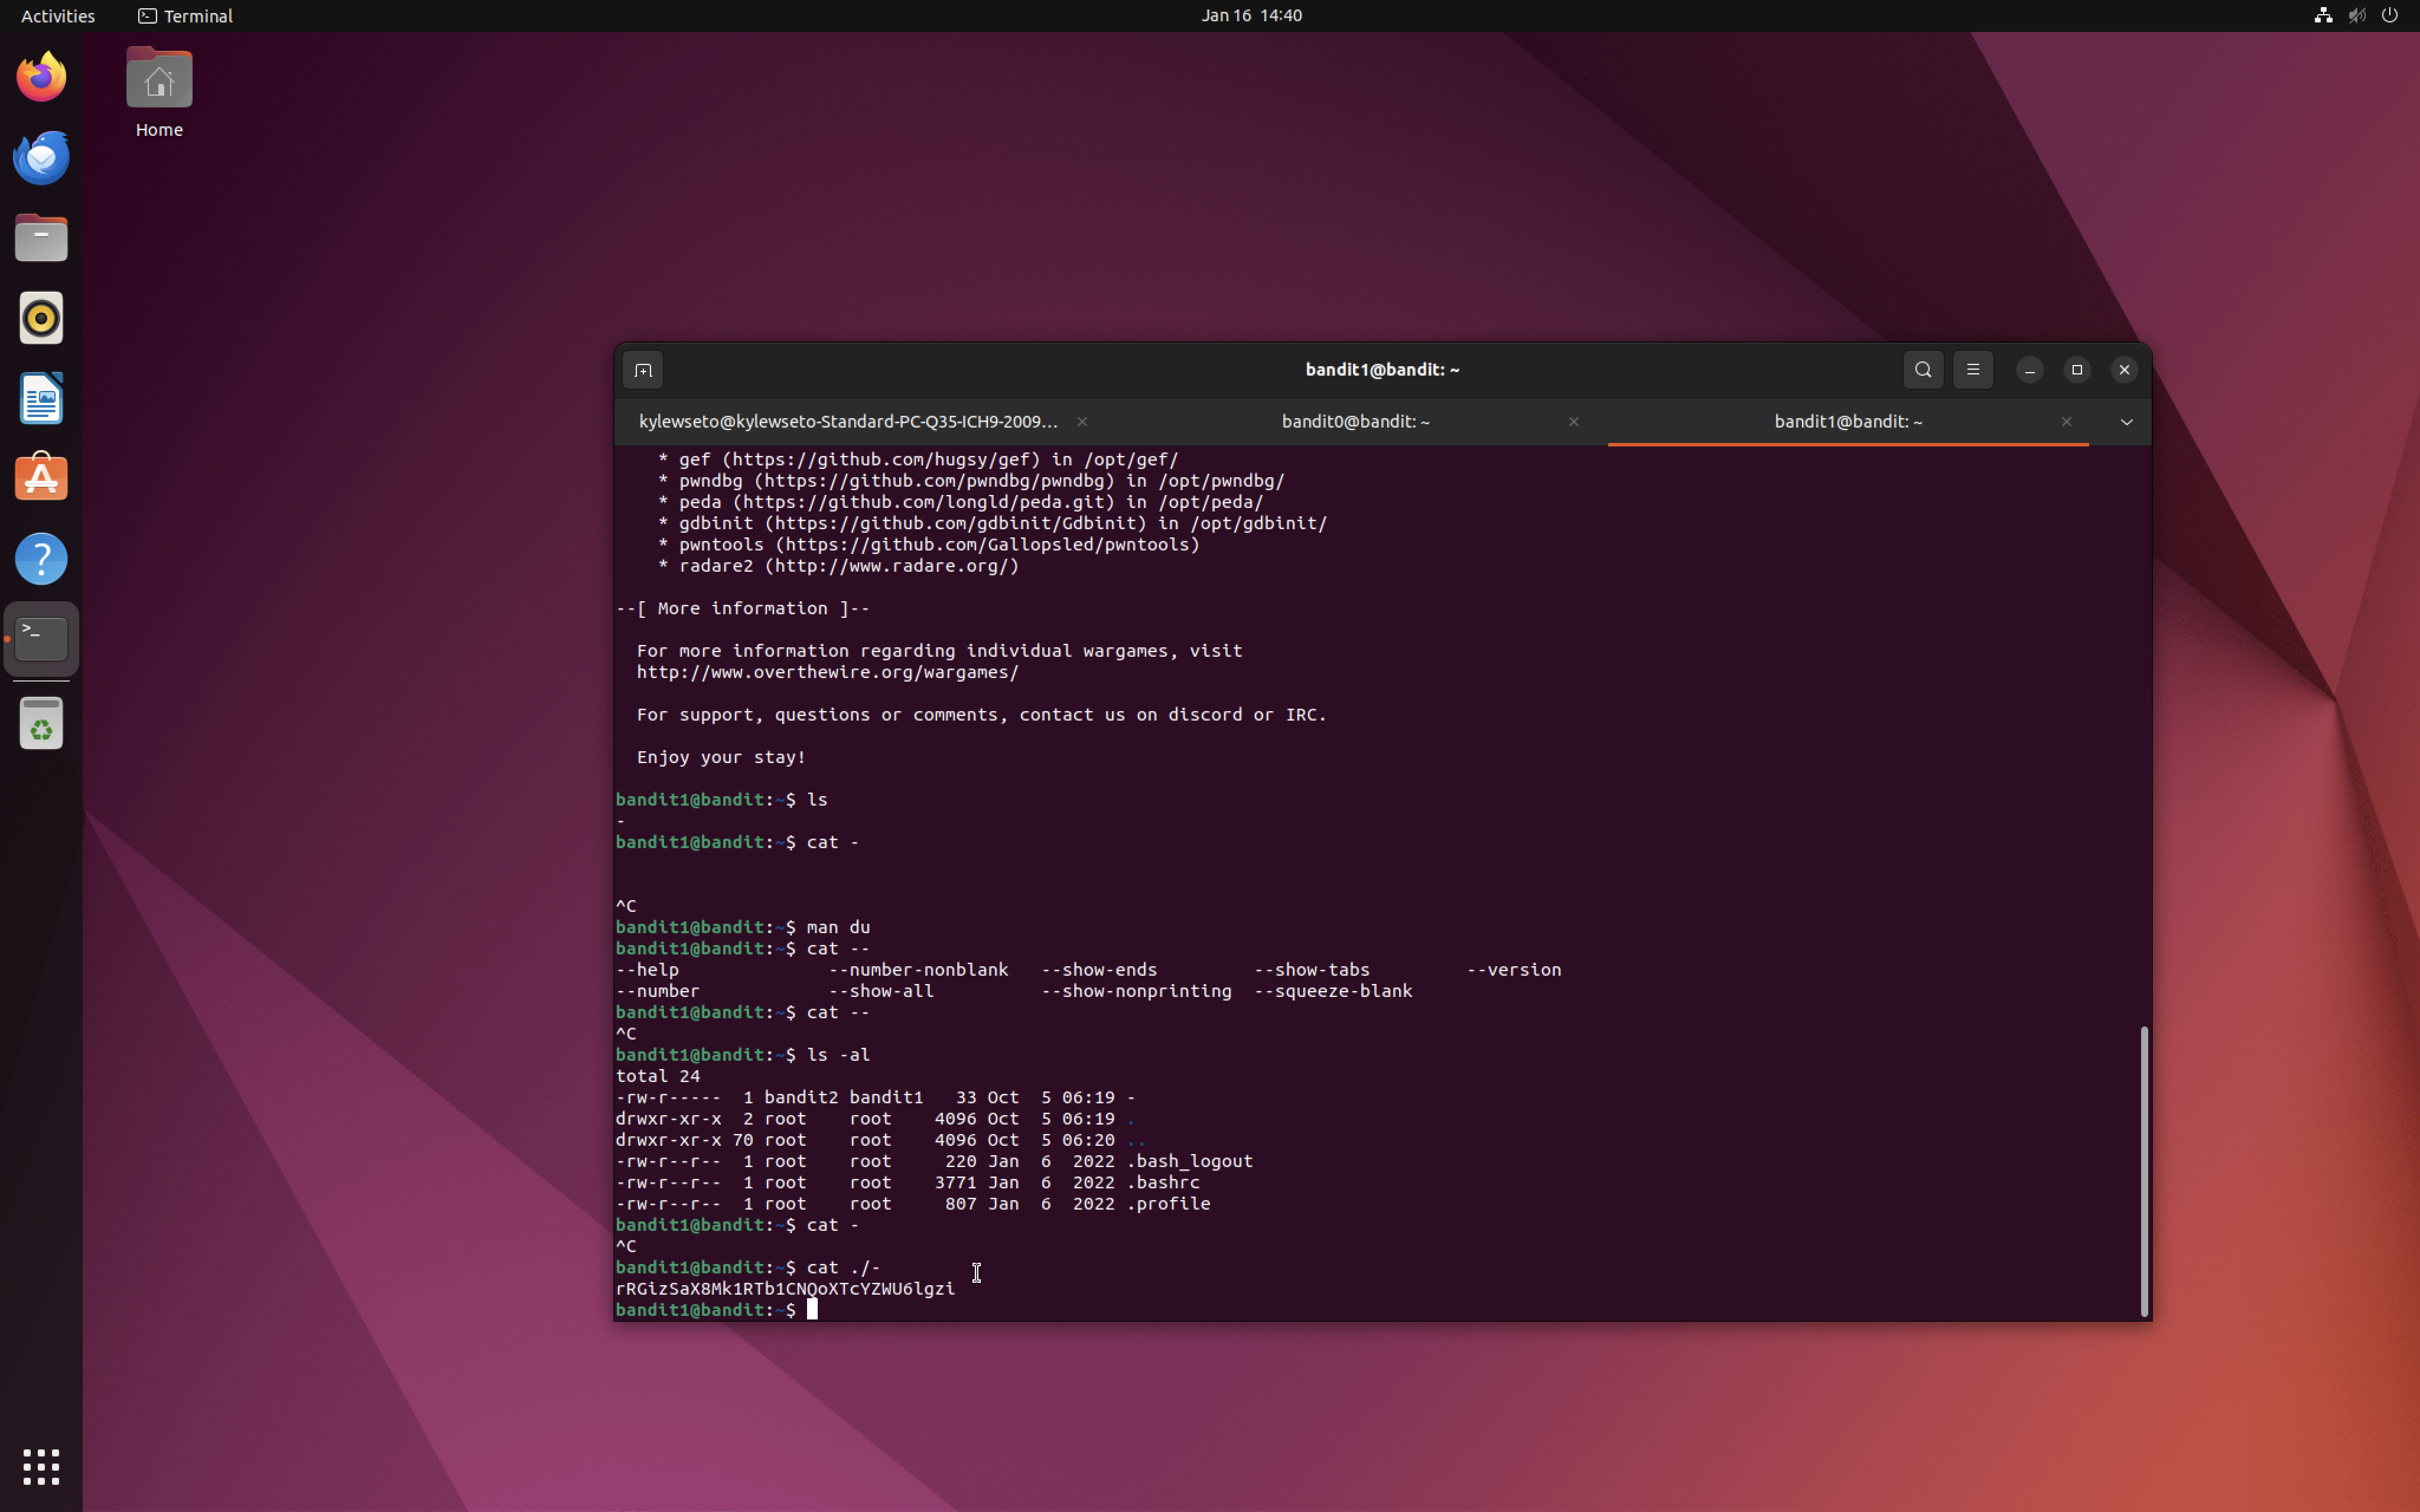 Activities
Terminal
Jan 16 14:40
Home
bandit1@bandit: ~
kylewseto@kylewseto-Standard-PC-Q35-ICH9-2009…
bandit0@bandit: ~
bandit1@bandit: ~
* gef (https://github.com/hugsy/gef) in /opt/gef/
* pwndbg (https://github.com/pwndbg/pwndbg) in /opt/pwndbg/
* peda (https://github.com/longld/peda.git) in /opt/peda/
* gdbinit (https://github.com/gdbinit/Gdbinit) in /opt/gdbinit/
* pwntools (https://github.com/Gallopsled/pwntools)
* radare2 (http://www.radare.org/)
--[ More information ]--
For more information regarding individual wargames, visit
http://www.overthewire.org/wargames/
For support, questions or comments, contact us on discord or IRC.
Enjoy your stay!
bandit1@bandit:~$ ls
-
bandit1@bandit:~$ cat -
^C
bandit1@bandit:~$ man du
bandit1@bandit:~$ cat --
--help --number-nonblank --show-ends --show-tabs --version
--number --show-all --show-nonprinting --squeeze-blank
bandit1@bandit:~$ cat --
^C
bandit1@bandit:~$ ls -al
total 24
-rw-r----- 1 bandit2 bandit1 33 Oct 5 06:19 -
drwxr-xr-x 2 root root 4096 Oct 5 06:19 .
drwxr-xr-x 70 root root 4096 Oct 5 06:20 ..
-rw-r--r-- 1 root root 220 Jan 6 2022 .bash_logout
-rw-r--r-- 1 root root 3771 Jan 6 2022 .bashrc
-rw-r--r-- 1 root root 807 Jan 6 2022 .profile
bandit1@bandit:~$ cat -
^C
bandit1@bandit:~$ cat ./-
rRGizSaX8Mk1RTb1CNQoXTcYZWU6lgzi
bandit1@bandit:~$